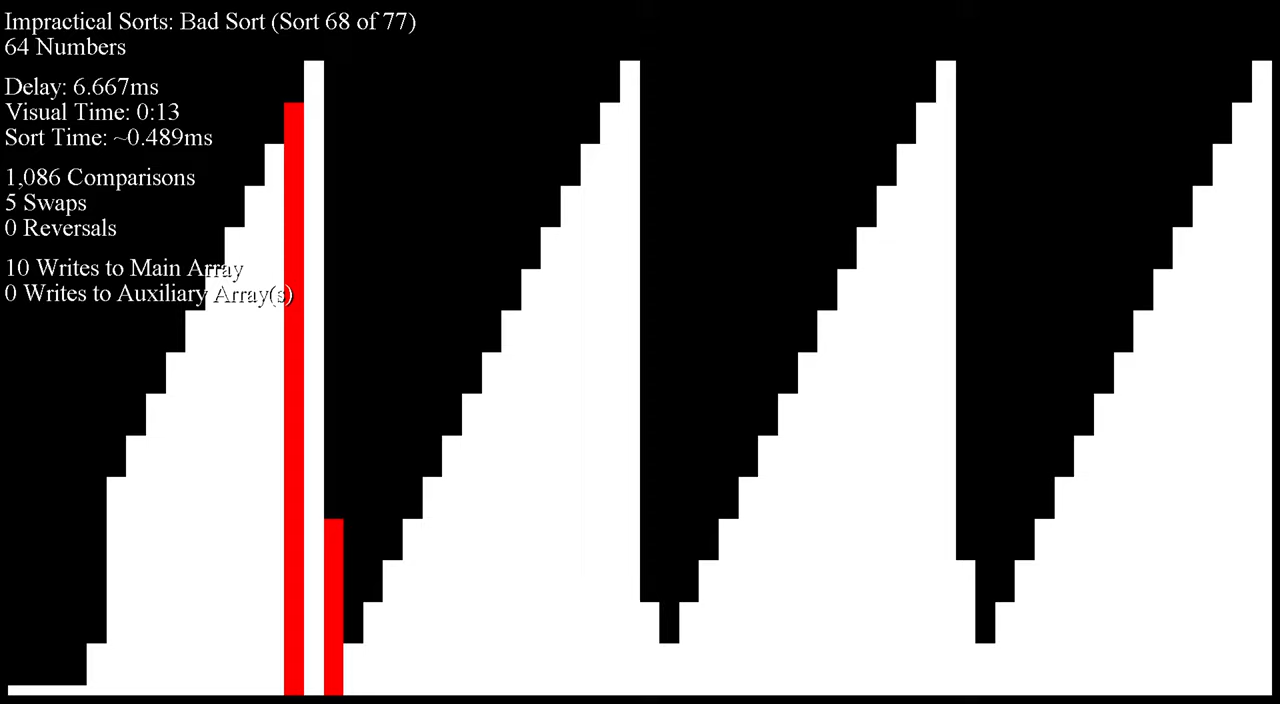 Impractical Sorts: Bad Sort (Sort 68 of 77)
64 Numbers
Delay: 6.667ms
Visual Time: 0:13
Sort Time: ~0.489ms
1,086 Comparisons
5 Swaps
0 Reversals
10 Writes to Main Array
0 Writes to Auxiliary Array(s)